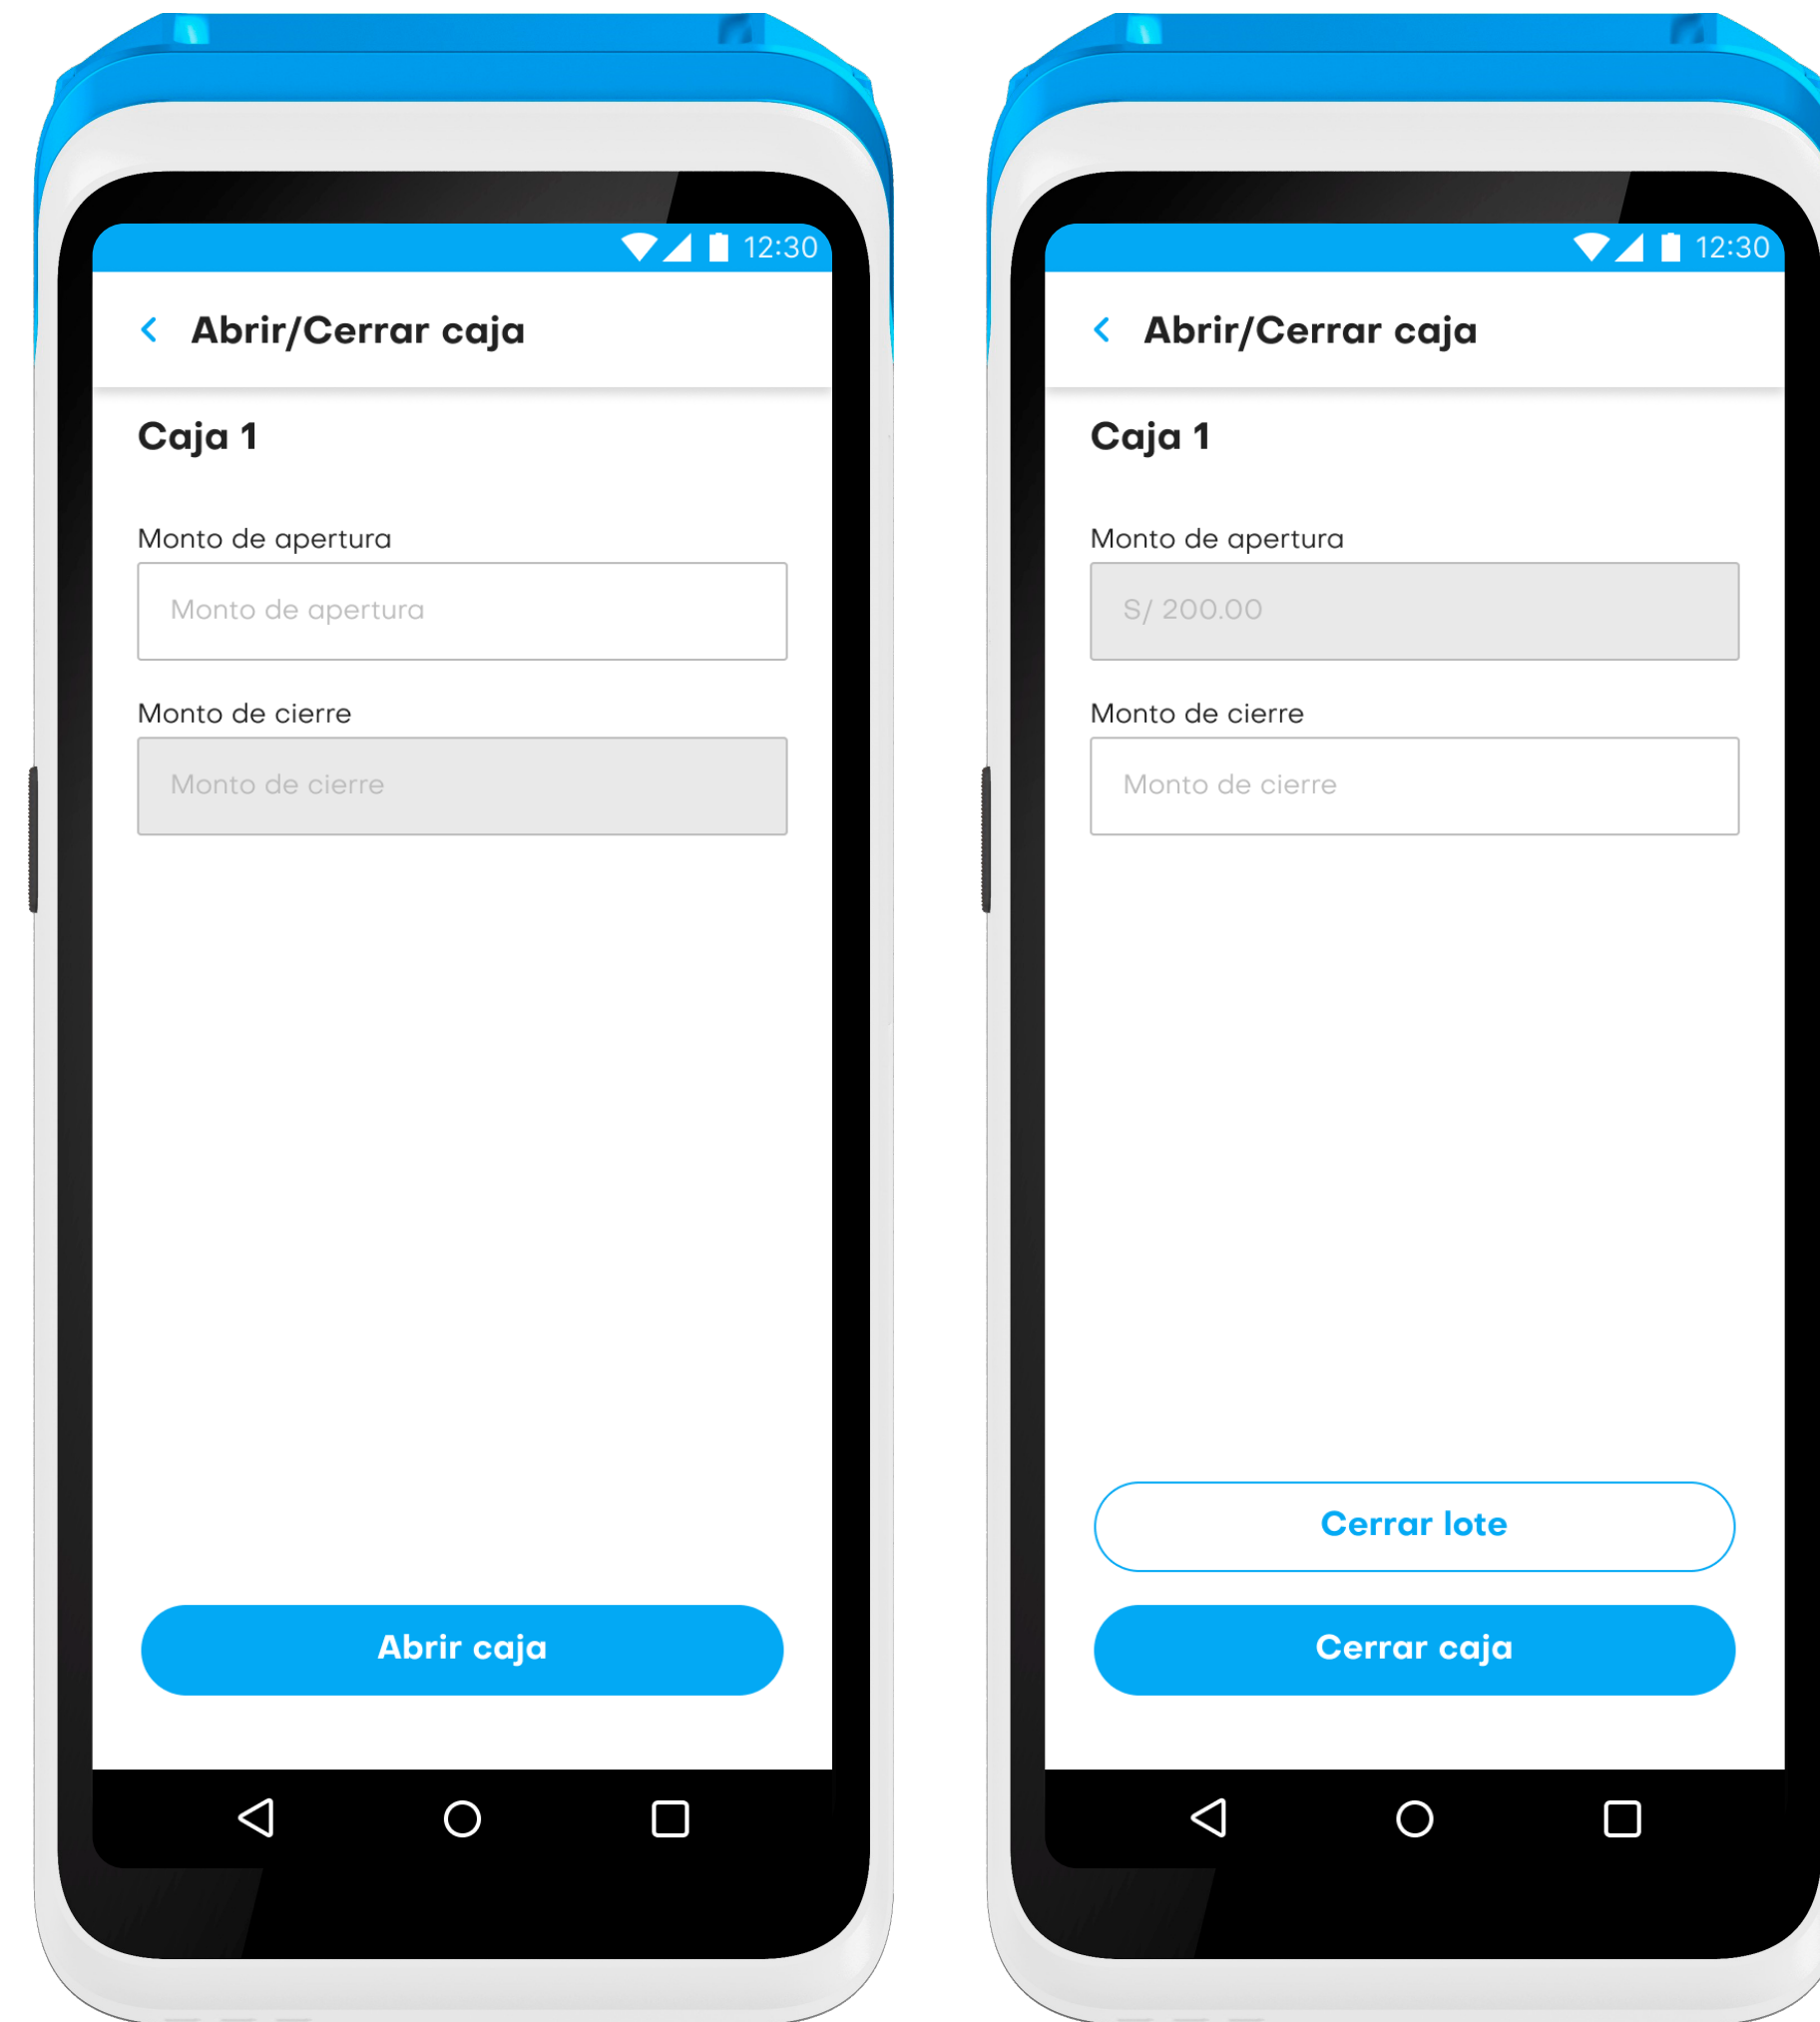 12:30
Abrir/Cerrar caja
Caja 1
Monto de apertura
Monto de apertura
Monto de cierre
Monto de cierre
Abrir caja
12:30
Abrir/Cerrar caja
Caja 1
Monto de apertura
S/ 200.00
Monto de cierre
Monto de cierre
Cerrar lote
Cerrar caja